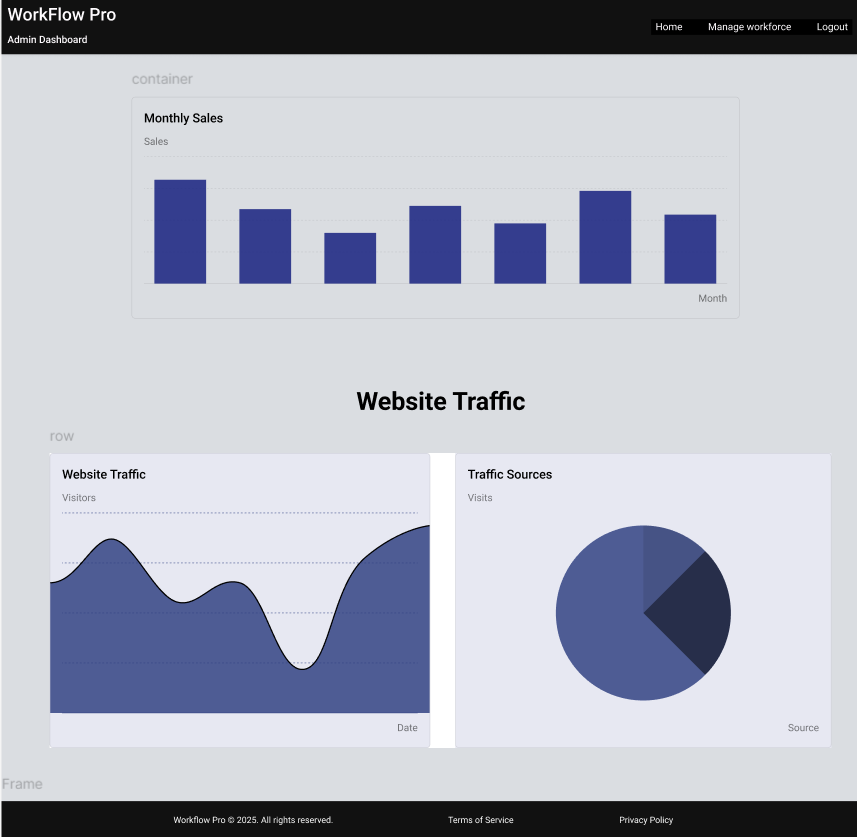 WorkFlow Pro
Admin Dashboard
Home Manage workforce Logout
container
Monthly Sales
Sales
Month
Website Traffic
row
Website Traffic
Visitors
Date
Traffic Sources
Visits
Source
Frame
Workflow Pro © 2025. All rights reserved. Terms of Service Privacy Policy